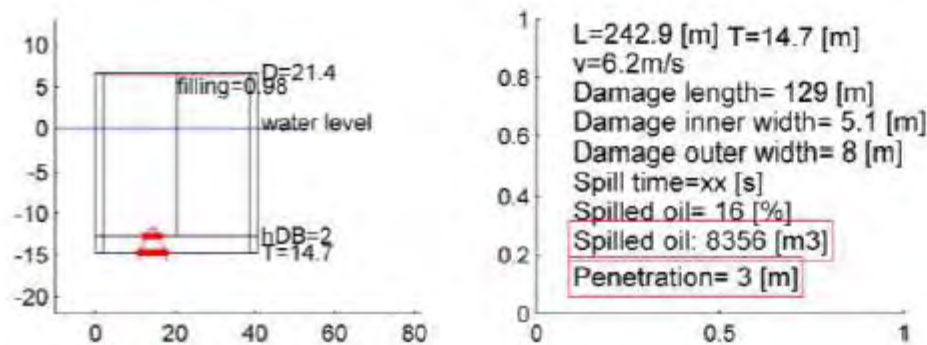 10
5
0
-5
-10
-15
-20
0
20
40
60
80
D=21.4
filling=0.98
water level
hDB=2
T=14.7
1
0.8
0.6
0.4
0.2
0
0
0.5
1
L=242.9 [m] T=14.7 [m]
v=6.2m/s
Damage length= 129 [m]
Damage inner width= 5.1 [m]
Damage outer width= 8 [m]
Spill time=xx [s]
Spilled oil= 16 [%]
Spilled oil: 8356 [m3]
Penetration= 3 [m]